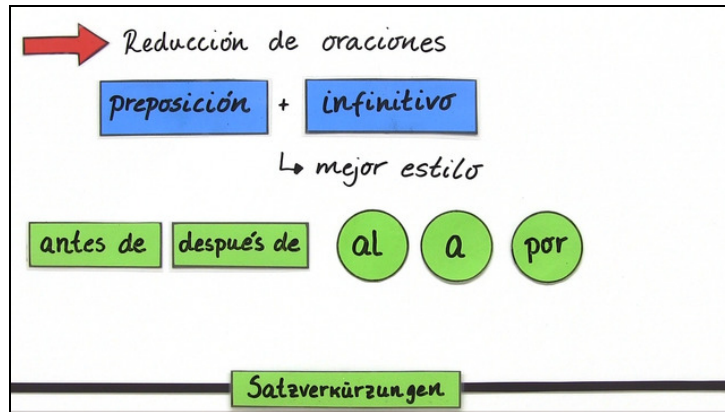 Reducción de oraciones
preposición + infinitivo
↳ mejor estilo
antes de después de al a por
Satzverkürzungen